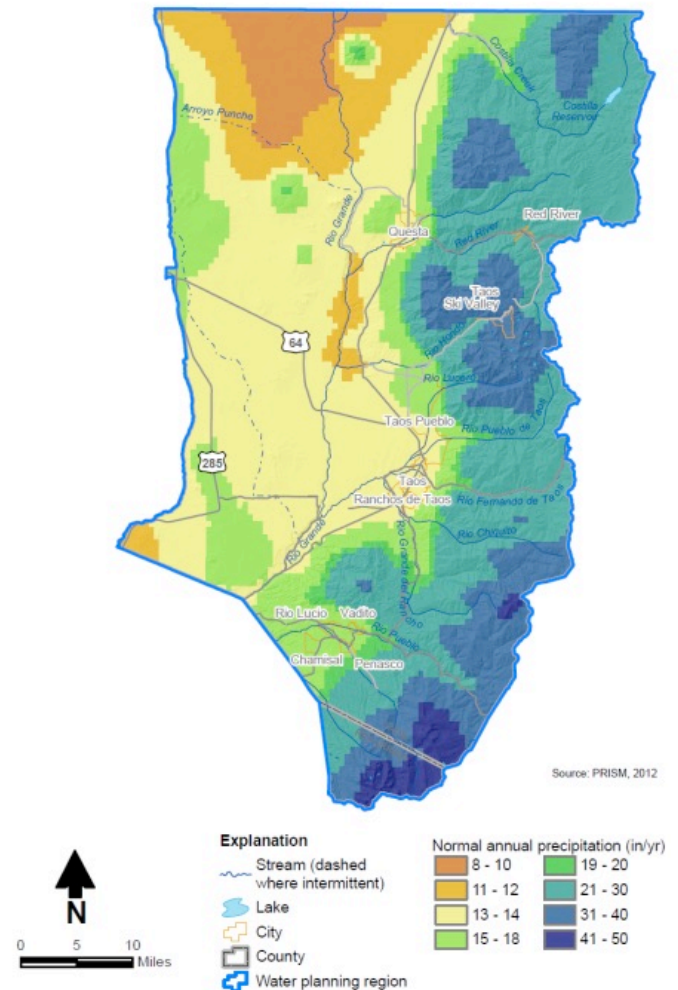 Costilla Creek
Costilla
Reservoir
Arroyo Punche
Rio Grande
Questa
Red River
Red River
Taos
Ski Valley
Rio Hondo
64
Rio Lucero
Taos Pueblo
Rio Pueblo de Taos
285
Taos
Ranchos de Taos
Rio Fernando de Taos
Rio Chiquito
Rio Grande
Rio Grande del Rancho
Rio Lucio
Vadito
Rio Pueblo
Chamisal
Penasco
Source: PRISM, 2012
N
0 5 10
Miles
Explanation
Stream (dashed
where intermittent)
Lake
City
County
Water planning region
Normal annual precipitation (in/yr)
8 - 10
11 - 12
13 - 14
15 - 18
19 - 20
21 - 30
31 - 40
41 - 50